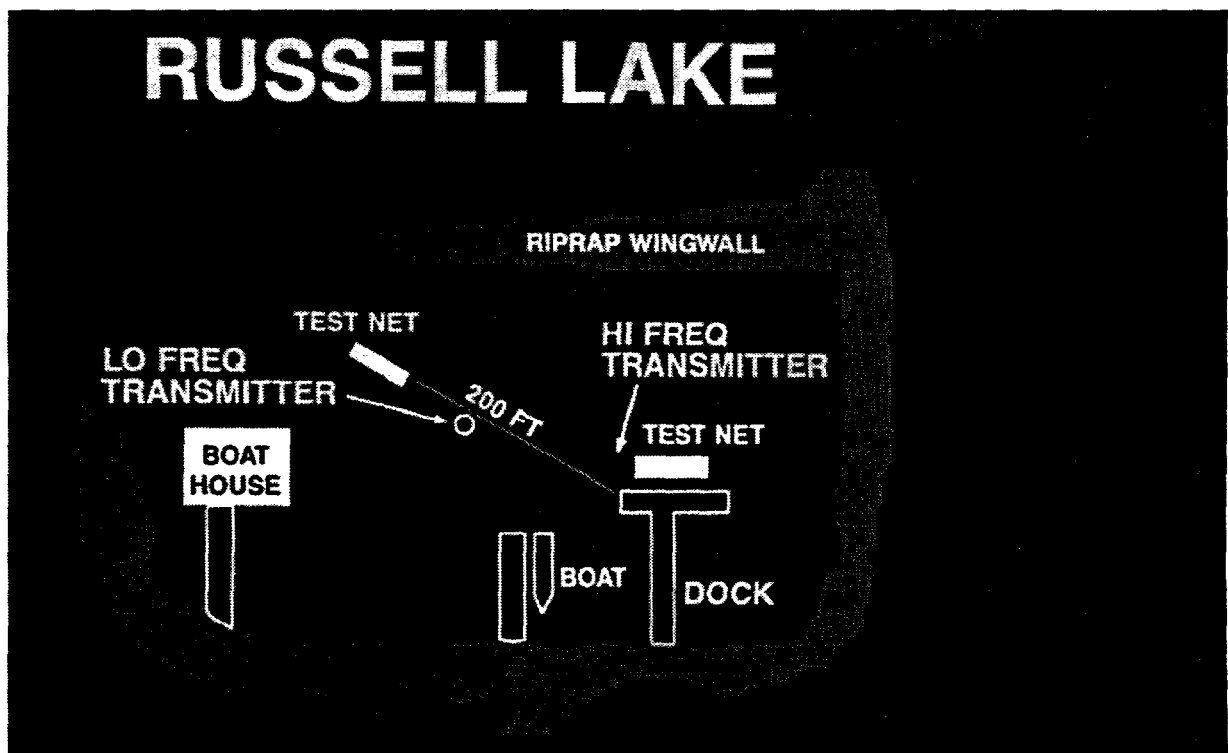 RUSSELL LAKE
RIPRAP WINGWALL
TEST NET
LO FREQ
TRANSMITTER
200 FT
HI FREQ
TRANSMITTER
TEST NET
BOAT
HOUSE
BOAT
DOCK